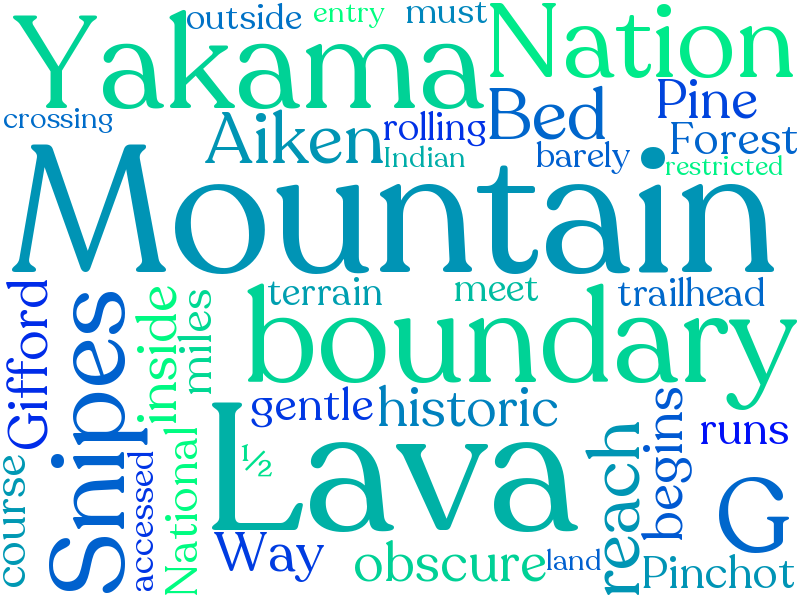 outside entry must
Yakama Nation
crossing Aiken rolling Bed Pine
Indian barely Forest
restricted
Mountain
Gifford Snipes inside miles terrain meet trailhead
boundary
gentle historic
course accessed National ½ Lava reach begins runs
G
Way obscure land Pinchot